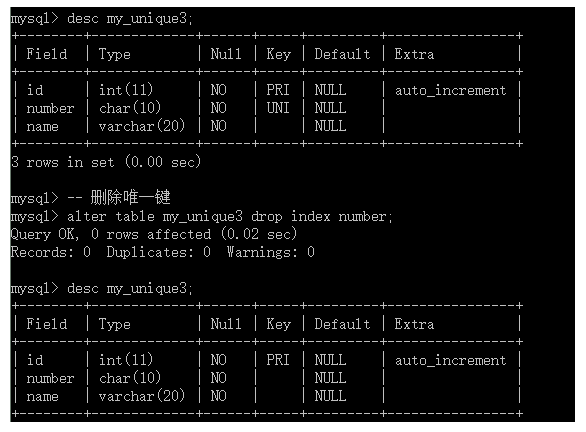 mysql> desc my_unique3;
+--------+-------------+------+-----+---------+----------------+
| Field  | Type        | Null | Key | Default | Extra          |
+--------+-------------+------+-----+---------+----------------+
| id     | int(11)     | NO   | PRI | NULL    | auto_increment |
| number | char(10)    | NO   | UNI | NULL    |                |
| name   | varchar(20) | NO   |     | NULL    |                |
+--------+-------------+------+-----+---------+----------------+
3 rows in set (0.00 sec)
mysql> -- 删除唯一键
mysql> alter table my_unique3 drop index number;
Query OK, 0 rows affected (0.02 sec)
Records: 0  Duplicates: 0  Warnings: 0
mysql> desc my_unique3;
+--------+-------------+------+-----+---------+----------------+
| Field  | Type        | Null | Key | Default | Extra          |
+--------+-------------+------+-----+---------+----------------+
| id     | int(11)     | NO   | PRI | NULL    | auto_increment |
| number | char(10)    | NO   |     | NULL    |                |
| name   | varchar(20) | NO   |     | NULL    |                |
+--------+-------------+------+-----+---------+----------------+